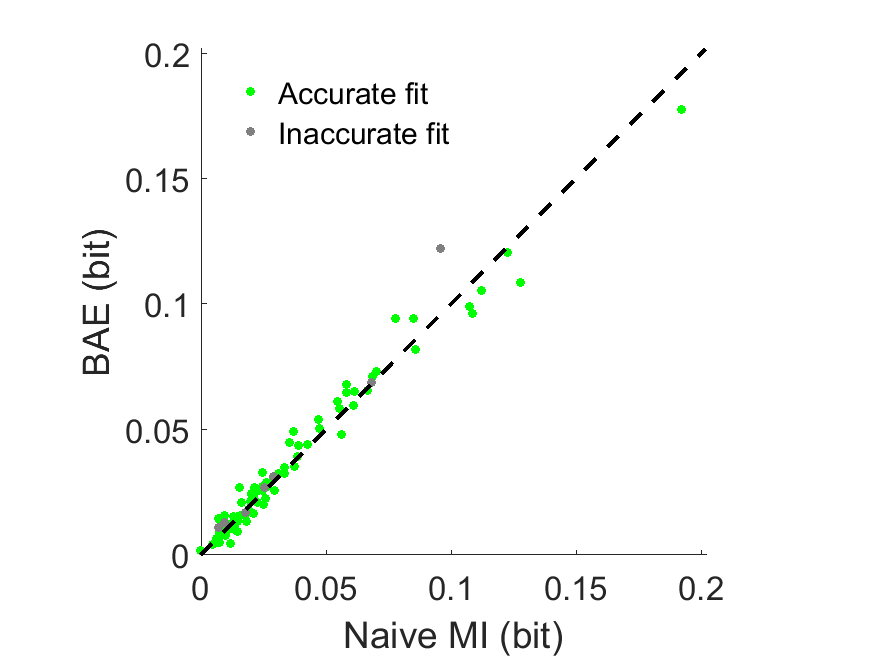 0.2
Accurate fit
Inaccurate fit
0.15
BAE (bit)
0.1
0.05
0
0 0.05 0.1 0.15 0.2
Naive MI (bit)